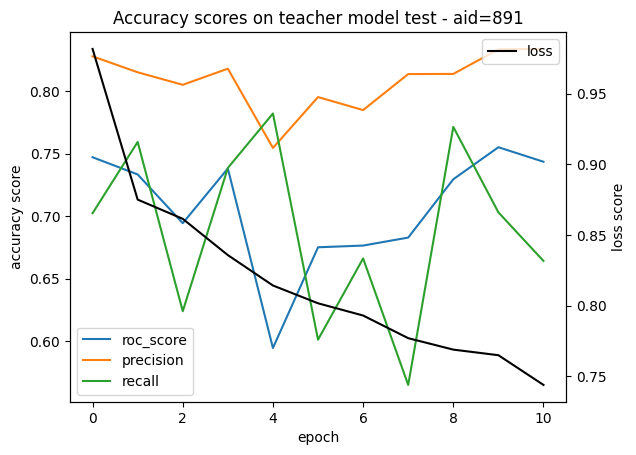 Accuracy scores on teacher model test - aid=891
loss
accuracy score
0.80
0.75
0.70
0.65
0.60
0.95
0.90
0.85
0.80
0.75
loss score
roc_score
precision
recall
0 2 4 6 8 10
epoch